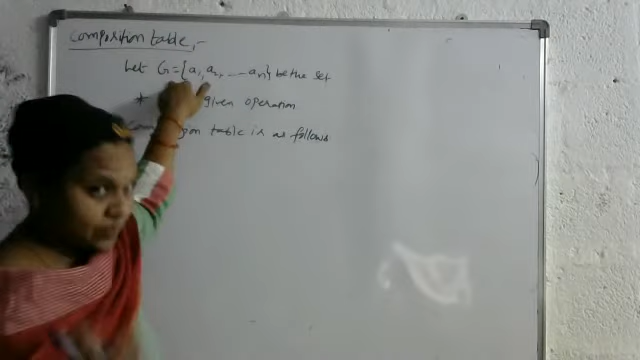 Composition table,-
Let G={a1, a2, ... an} be the set
* given operation
table is as follows